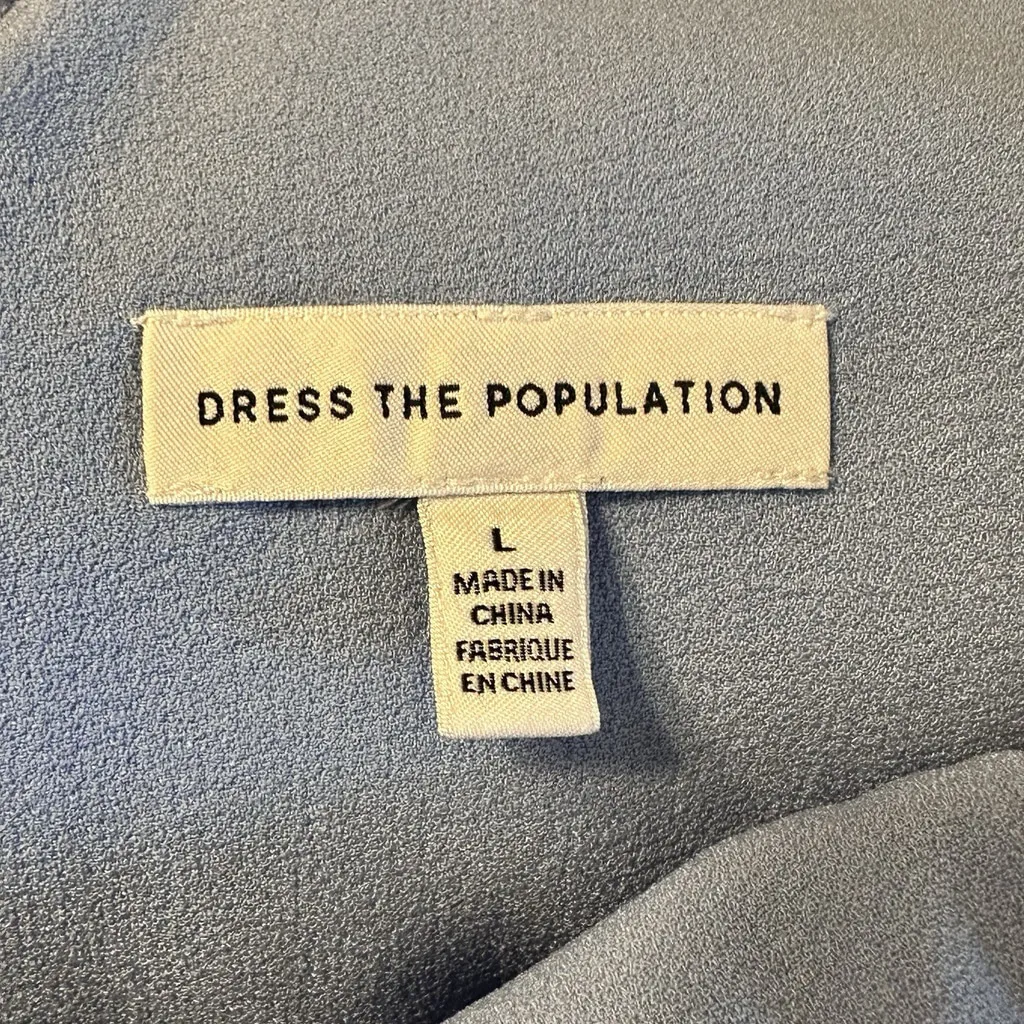 DRESS THE POPULATION
L
MADE IN
CHINA
FABRIQUE
EN CHINE